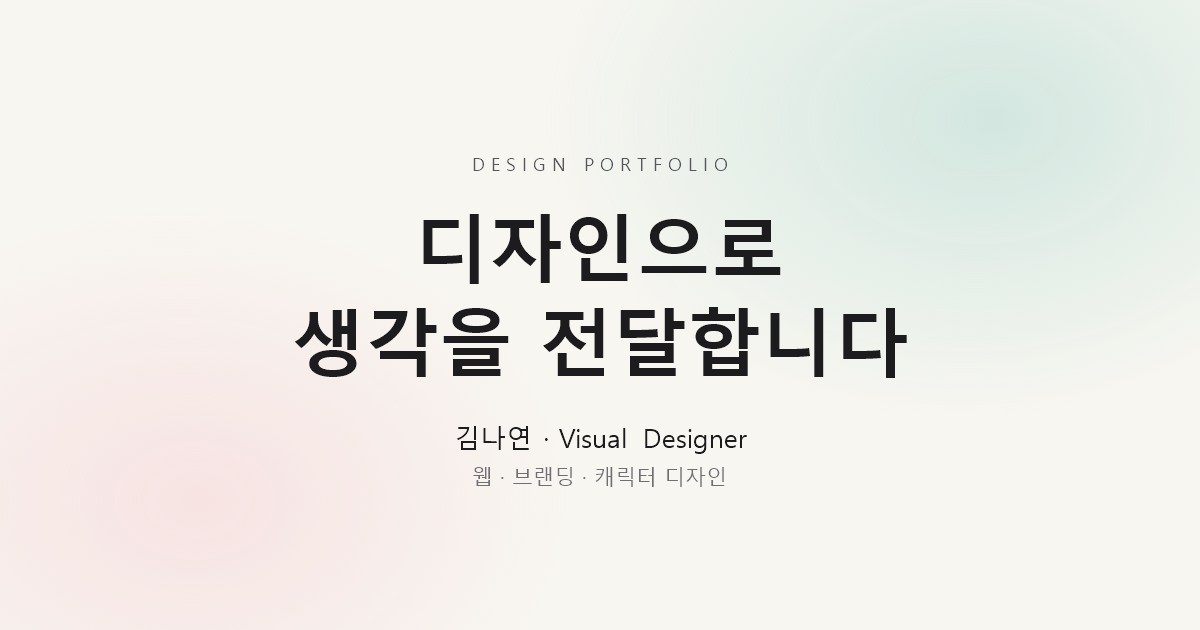 DESIGN PORTFOLIO
디자인으로
생각을 전달합니다
김나연 · Visual Designer
웹 · 브랜딩 · 캐릭터 디자인